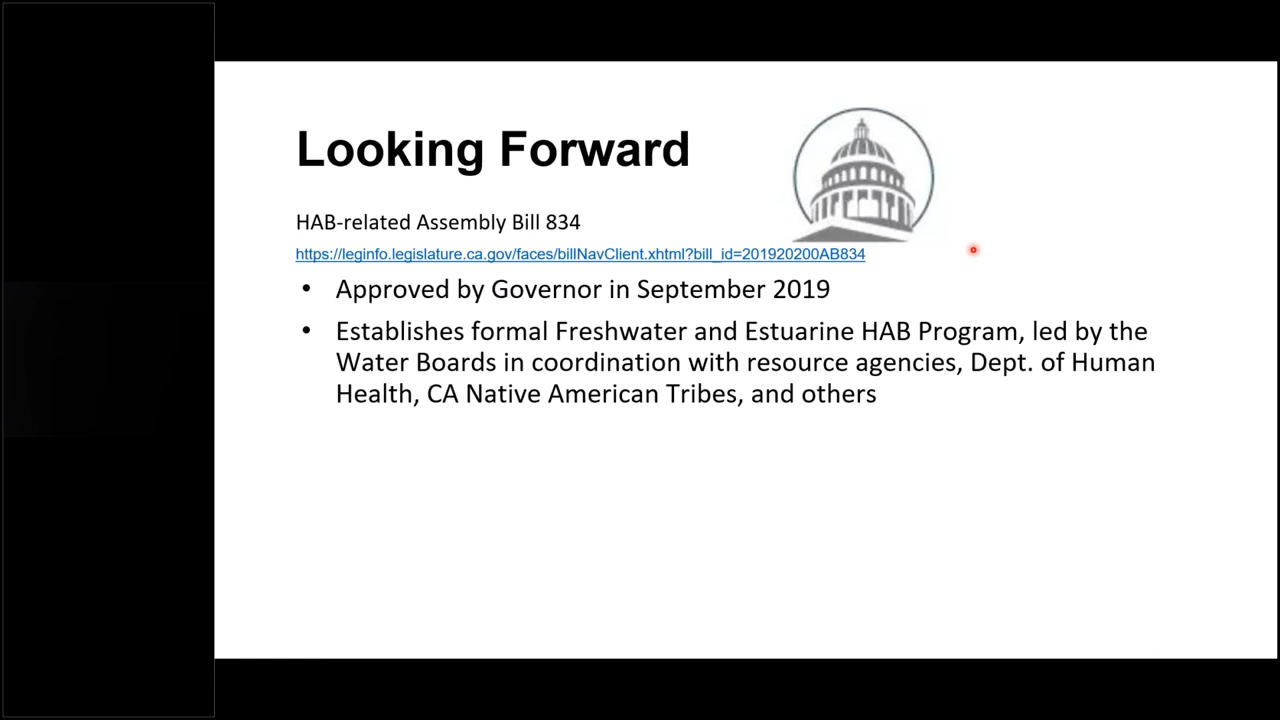 Looking Forward
HAB-related Assembly Bill 834
https://leginfo.legislature.ca.gov/faces/billNavClient.xhtml?bill_id=201920200AB834
• Approved by Governor in September 2019
• Establishes formal Freshwater and Estuarine HAB Program, led by the
Water Boards in coordination with resource agencies, Dept. of Human
Health, CA Native American Tribes, and others